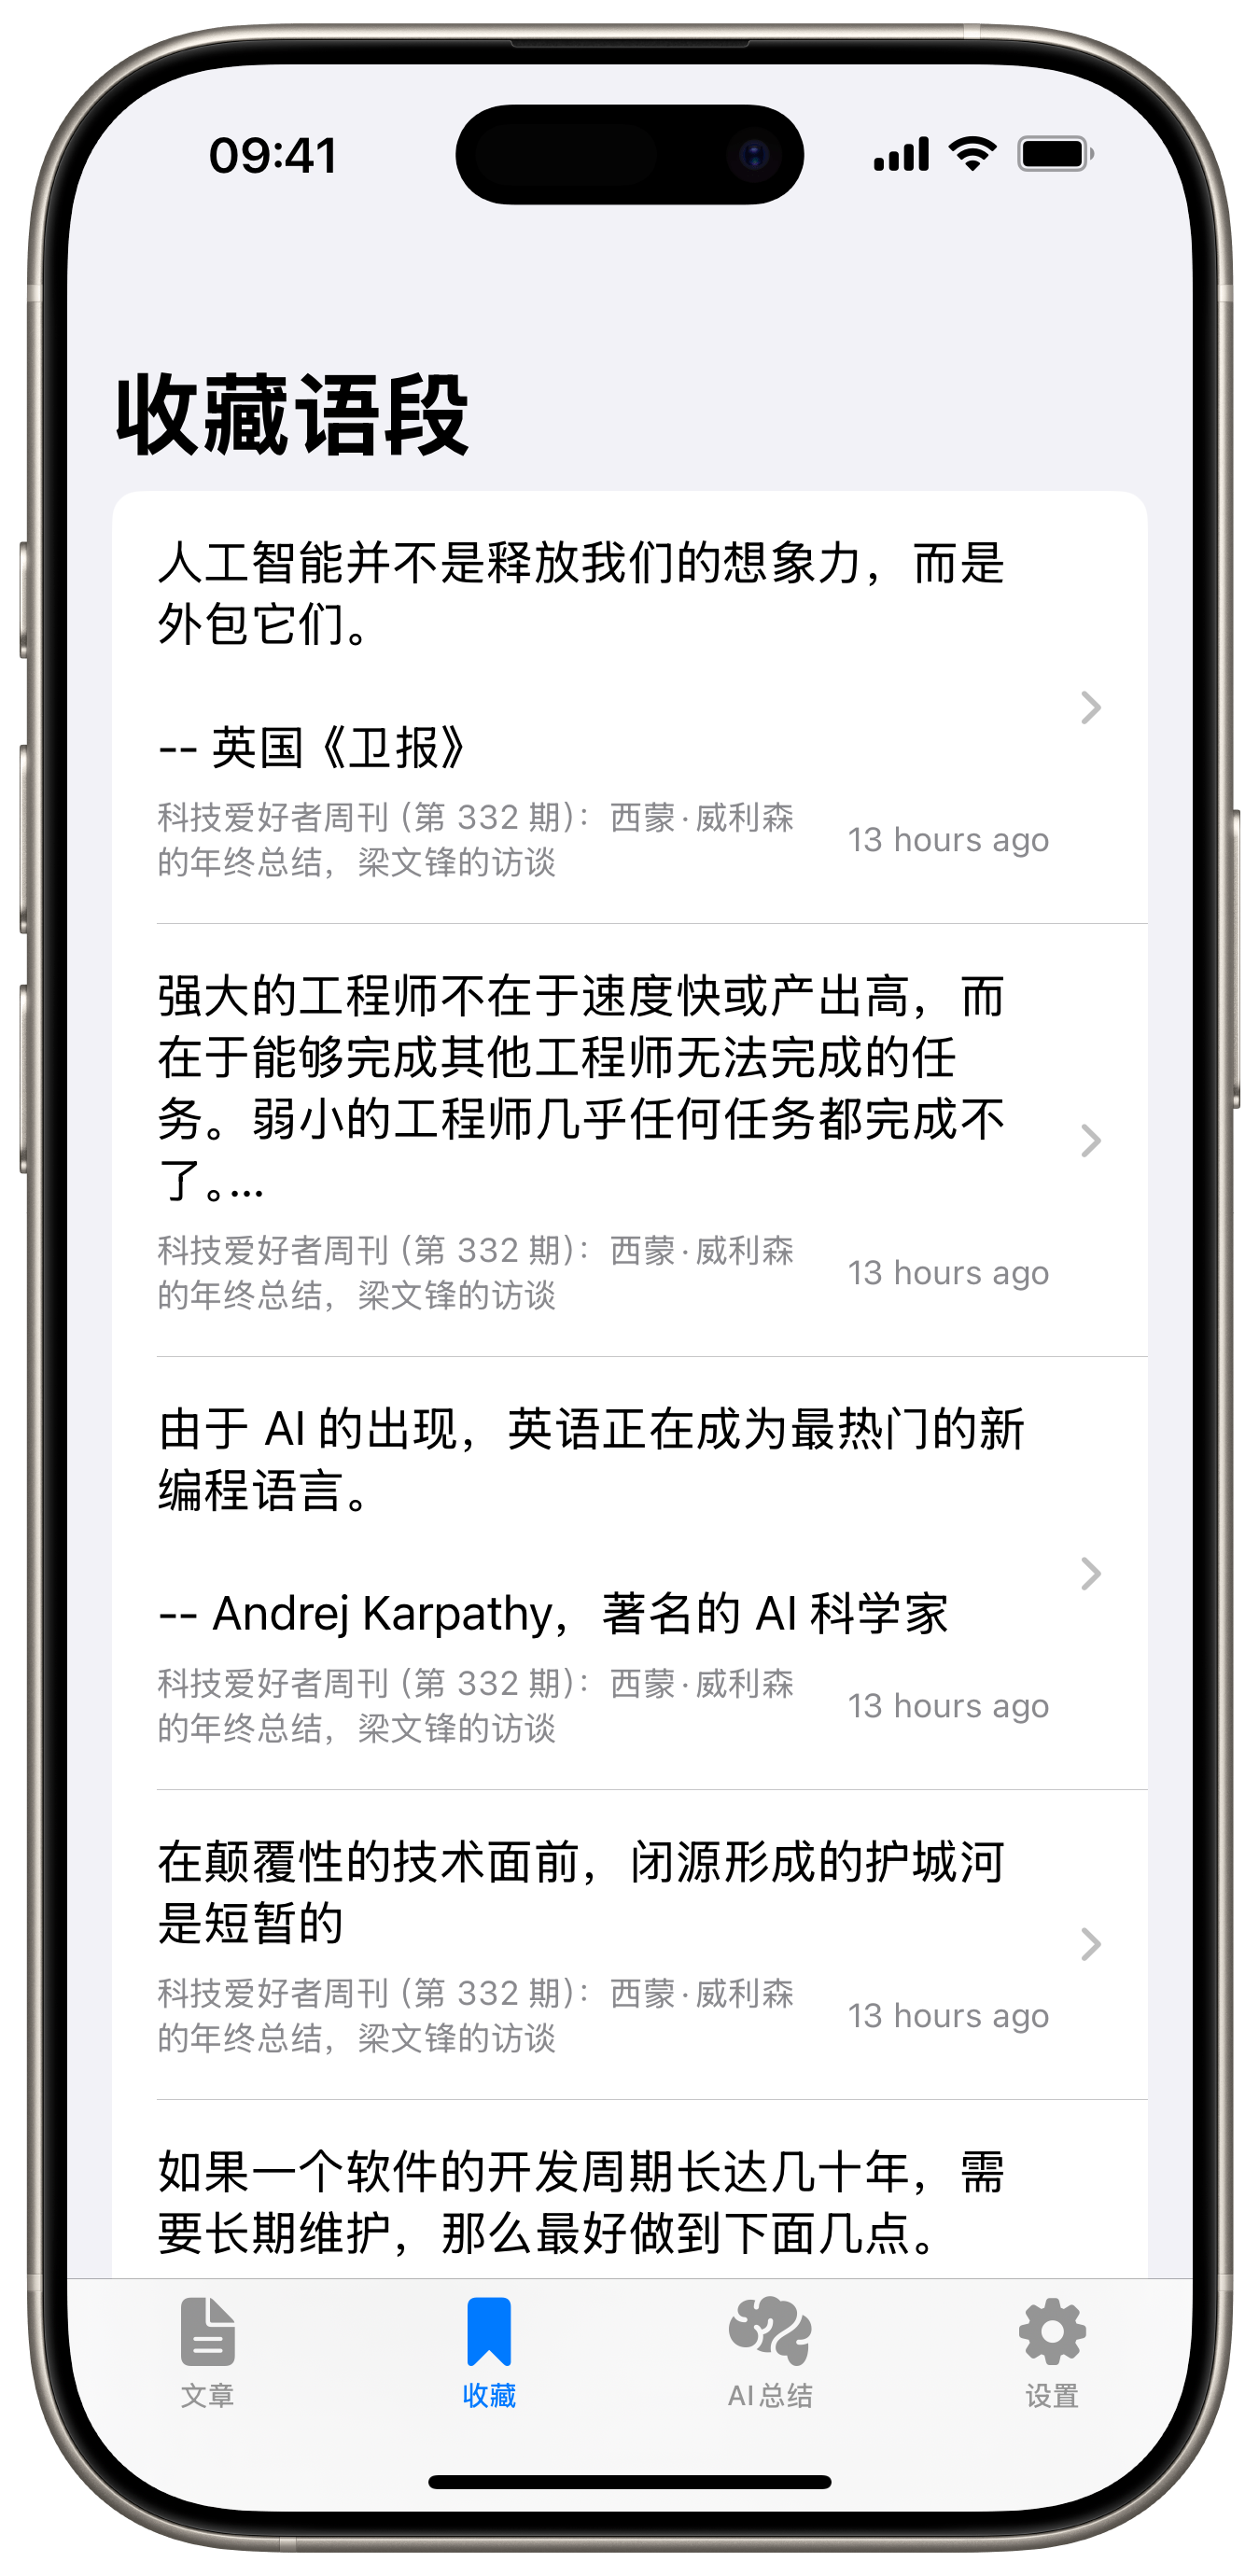 09:41
收藏语段
人工智能并不是释放我们的想象力，而是
外包它们。
-- 英国《卫报》
科技爱好者周刊（第 332 期）：西蒙·威利森
的年终总结，梁文锋的访谈
13 hours ago
强大的工程师不在于速度快或产出高，而
在于能够完成其他工程师无法完成的任
务。弱小的工程师几乎任何任务都完成不
了。...
科技爱好者周刊（第 332 期）：西蒙·威利森
的年终总结，梁文锋的访谈
13 hours ago
由于 AI 的出现，英语正在成为最热门的新
编程语言。
-- Andrej Karpathy，著名的 AI 科学家
科技爱好者周刊（第 332 期）：西蒙·威利森
的年终总结，梁文锋的访谈
13 hours ago
在颠覆性的技术面前，闭源形成的护城河
是短暂的
科技爱好者周刊（第 332 期）：西蒙·威利森
的年终总结，梁文锋的访谈
13 hours ago
如果一个软件的开发周期长达几十年，需
要长期维护，那么最好做到下面几点。
文章
收藏
AI 总结
设置